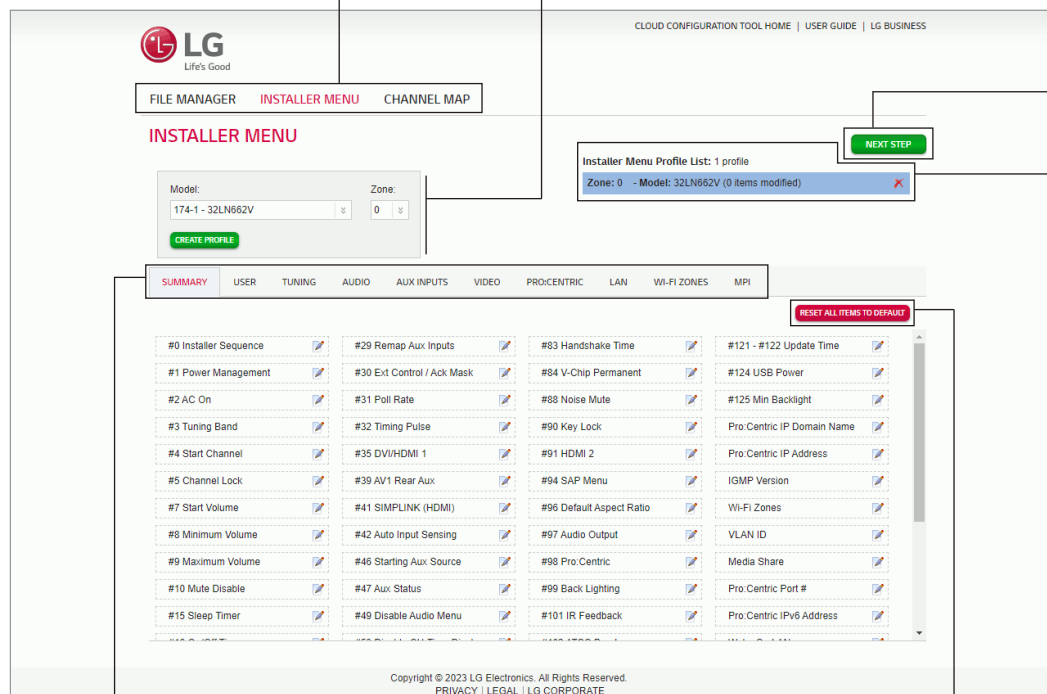 CLOUD CONFIGURATION TOOL HOME | USER GUIDE | LG BUSINESS
LG
Life's Good
FILE MANAGER INSTALLER MENU CHANNEL MAP
INSTALLER MENU
NEXT STEP
Installer Menu Profile List: 1 profile
Zone: 0 - Model: 32LN662V (0 items modified)
Model: Zone:
174-1 - 32LN662V 0
CREATE PROFILE
SUMMARY USER TUNING AUDIO AUX INPUTS VIDEO PRO:CENTRIC LAN WI-FI ZONES MPI
RESET ALL ITEMS TO DEFAULT
#0 Installer Sequence #29 Remap Aux Inputs #83 Handshake Time #121 - #122 Update Time
#1 Power Management #30 Ext Control / Ack Mask #84 V-Chip Permanent #124 USB Power
#2 AC On #31 Poll Rate #88 Noise Mute #125 Min Backlight
#3 Tuning Band #32 Timing Pulse #90 Key Lock Pro:Centric IP Domain Name
#4 Start Channel #35 DVI/HDMI 1 #91 HDMI 2 Pro:Centric IP Address
#5 Channel Lock #39 AV1 Rear Aux #94 SAP Menu IGMP Version
#7 Start Volume #41 SIMPLINK (HDMI) #96 Default Aspect Ratio Wi-Fi Zones
#8 Minimum Volume #42 Auto Input Sensing #97 Audio Output VLAN ID
#9 Maximum Volume #46 Starting Aux Source #98 Pro:Centric Media Share
#10 Mute Disable #47 Aux Status #99 Back Lighting Pro:Centric Port #
#15 Sleep Timer #49 Disable Audio Menu #101 IR Feedback Pro:Centric IPv6 Address
Copyright © 2023 LG Electronics. All Rights Reserved.
PRIVACY | LEGAL | LG CORPORATE